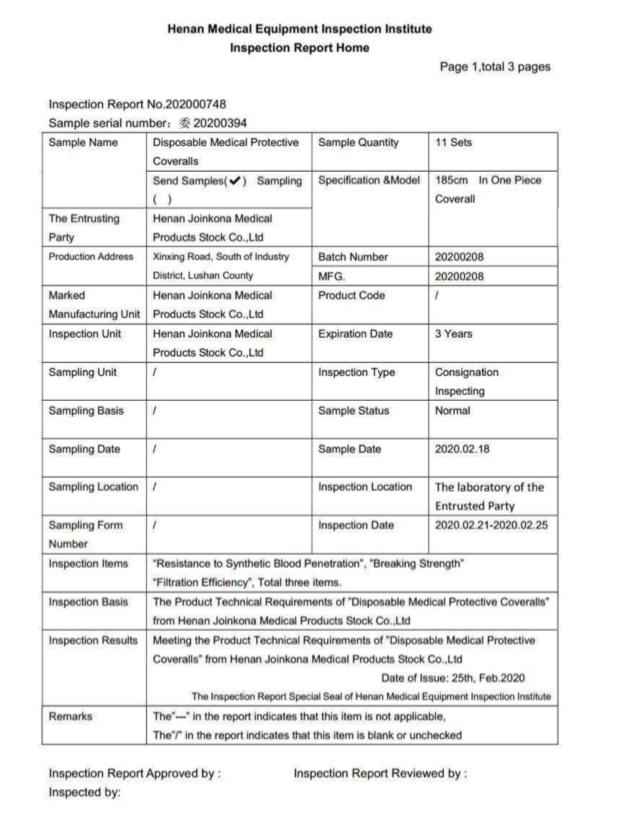 Henan Medical Equipment Inspection Institute
Inspection Report Home
Page 1,total 3 pages
Inspection Report No.202000748
Sample serial number：委 20200394
Sample Name
Disposable Medical Protective
Coveralls
Sample Quantity
11 Sets
Send Samples(✔) Sampling
( )
Specification &Model
185cm In One Piece
Coverall
The Entrusting
Party
Henan Joinkona Medical
Products Stock Co.,Ltd
Production Address
Xinxing Road, South of Industry
District, Lushan County
Batch Number
20200208
MFG.
20200208
Marked
Manufacturing Unit
Henan Joinkona Medical
Products Stock Co.,Ltd
Product Code
/
Inspection Unit
Henan Joinkona Medical
Products Stock Co.,Ltd
Expiration Date
3 Years
Sampling Unit
/
Inspection Type
Consignation
Inspecting
Sampling Basis
/
Sample Status
Normal
Sampling Date
/
Sample Date
2020.02.18
Sampling Location
/
Inspection Location
The laboratory of the
Entrusted Party
Sampling Form
Number
/
Inspection Date
2020.02.21-2020.02.25
Inspection Items
"Resistance to Synthetic Blood Penetration", "Breaking Strength"
"Filtration Efficiency", Total three items.
Inspection Basis
The Product Technical Requirements of "Disposable Medical Protective Coveralls"
from Henan Joinkona Medical Products Stock Co.,Ltd
Inspection Results
Meeting the Product Technical Requirements of "Disposable Medical Protective
Coveralls" from Henan Joinkona Medical Products Stock Co.,Ltd
Date of Issue: 25th, Feb.2020
The Inspection Report Special Seal of Henan Medical Equipment Inspection Institute
Remarks
The"---" in the report indicates that this item is not applicable,
The"/" in the report indicates that this item is blank or unchecked
Inspection Report Approved by :
Inspection Report Reviewed by :
Inspected by: